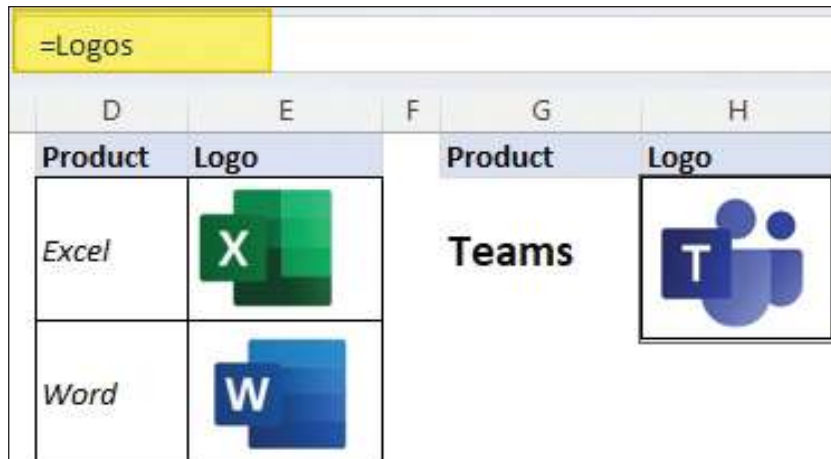 =Logos
D E F G H
Product Logo Product Logo
Excel X Teams T
Word W